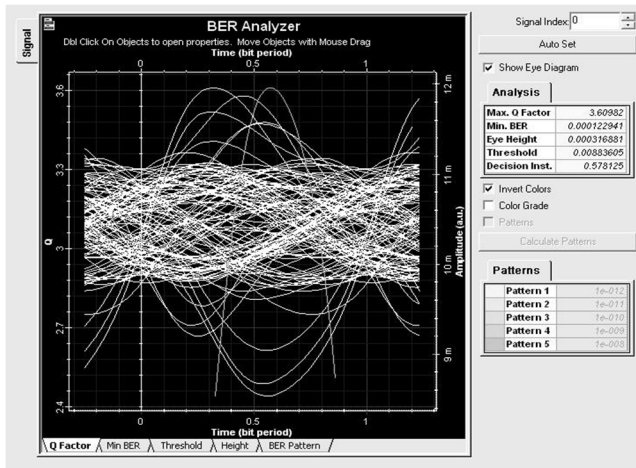 Signal
BER Analyzer
Dbl Click On Objects to open properties. Move Objects with Mouse Drag
Time (bit period)
0 0.5 1
Q
3.6
3.3
3
2.7
2.4
Amplitude (a.u.)
12 m
11 m
10 m
9 m
0 0.5 1
Time (bit period)
Q Factor Min BER Threshold Height BER Pattern
Signal Index: 0
Auto Set
Show Eye Diagram
Analysis
Max. Q Factor 3.60982
Min. BER 0.000122941
Eye Height 0.000316881
Threshold 0.00883605
Decision Inst. 0.578125
Invert Colors
Color Grade
Patterns
Calculate Patterns
Patterns
Pattern 1 1e-012
Pattern 2 1e-011
Pattern 3 1e-010
Pattern 4 1e-009
Pattern 5 1e-008